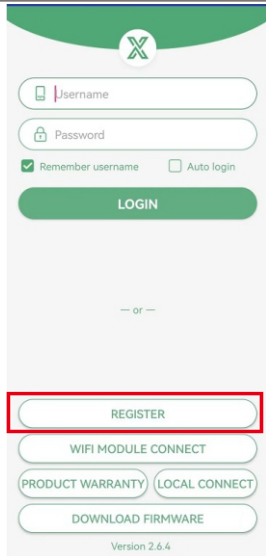 Username
Password
Remember username Auto login
LOGIN
— or —
REGISTER
WIFI MODULE CONNECT
PRODUCT WARRANTY LOCAL CONNECT
DOWNLOAD FIRMWARE
Version 2.6.4